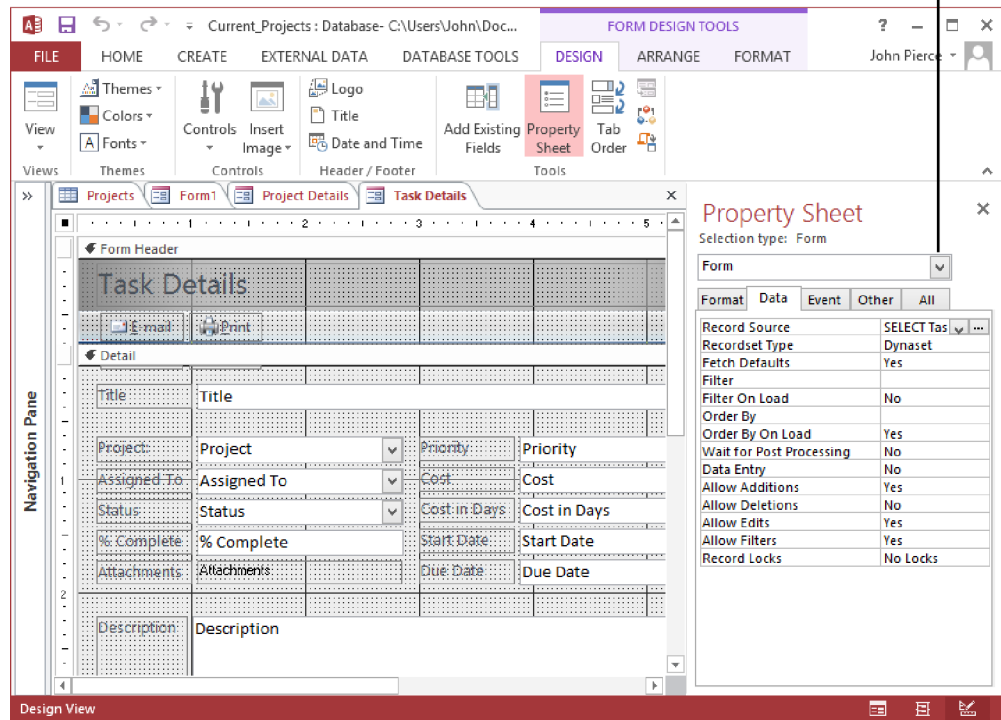 Current_Projects : Database- C:\Users\John\Doc...
FORM DESIGN TOOLS
?
FILE HOME CREATE EXTERNAL DATA DATABASE TOOLS DESIGN ARRANGE FORMAT John Pierce
View
Themes
Colors
A Fonts
Controls
Insert Image
Logo
Title
Date and Time
Add Existing Fields
Property Sheet
Tab Order
Views Themes Controls Header / Footer Tools
Projects Form1 Project Details Task Details
1 2 3 4 5
Form Header
Task Details
E-mail Print
Detail
Title Title
Project: Project Priority Priority
1
Assigned To Assigned To Cost Cost
Status Status Cost in Days Cost in Days
% Complete % Complete Start Date Start Date
Attachments Attachments Due Date Due Date
2
Description Description
Navigation Pane
Property Sheet
Selection type: Form
Form
Format Data Event Other All
Record Source SELECT Tas
Recordset Type Dynaset
Fetch Defaults Yes
Filter
Filter On Load No
Order By
Order By On Load Yes
Wait for Post Processing No
Data Entry No
Allow Additions Yes
Allow Deletions No
Allow Edits Yes
Allow Filters Yes
Record Locks No Locks
Design View